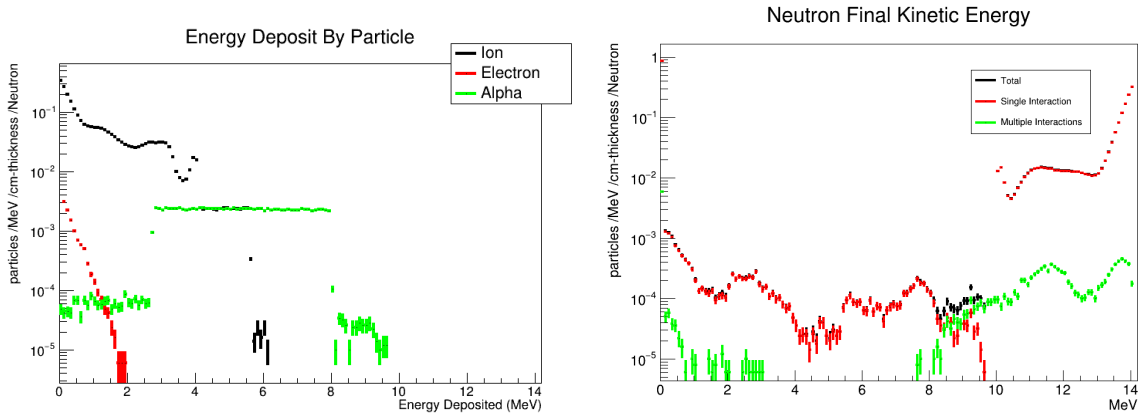 Energy Deposit By Particle
Ion
Electron
Alpha
particles /MeV /cm-thickness /Neutron
10⁻¹
10⁻²
10⁻³
10⁻⁴
10⁻⁵
0 2 4 6 8 10 12 14
Energy Deposited (MeV)
Neutron Final Kinetic Energy
Total
Single Interaction
Multiple Interactions
particles /MeV /cm-thickness /Neutron
1
10⁻¹
10⁻²
10⁻³
10⁻⁴
10⁻⁵
0 2 4 6 8 10 12 14
MeV